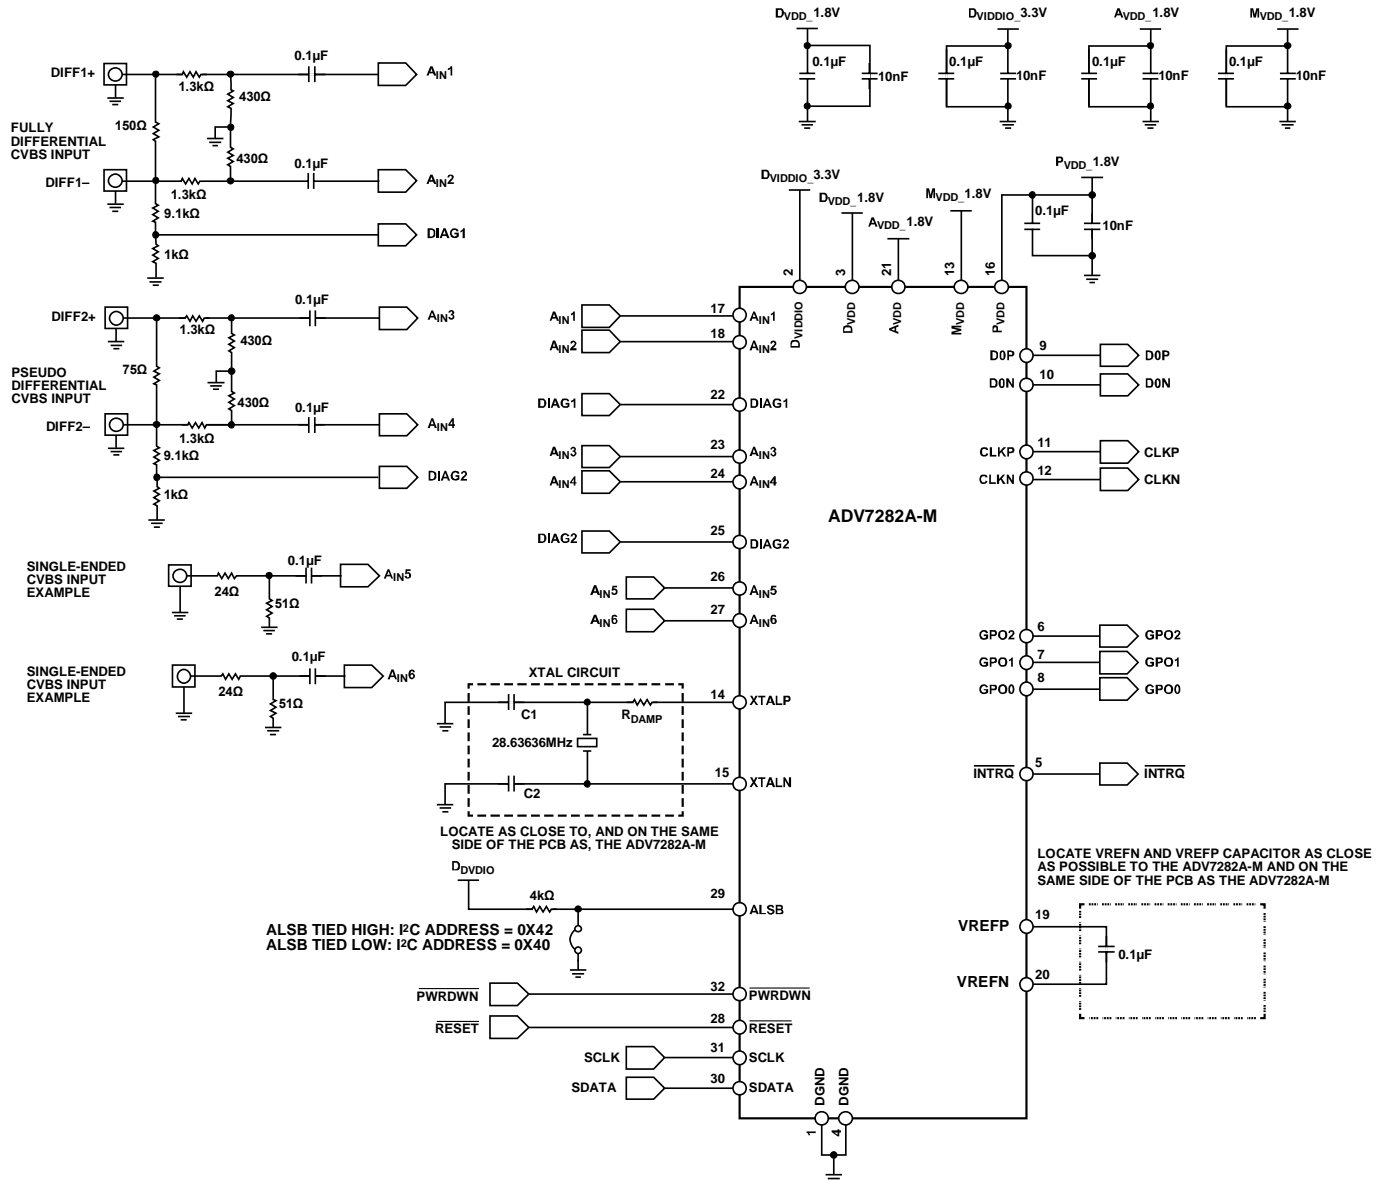 DVDD_1.8V
DVIDDIO_3.3V
AVDD_1.8V
MVDD_1.8V
0.1µF
10nF
0.1µF
10nF
0.1µF
10nF
0.1µF
10nF
DIFF1+
1.3kΩ
0.1µF
AIN1
430Ω
FULLY
DIFFERENTIAL
CVBS INPUT
150Ω
430Ω
0.1µF
DIFF1–
1.3kΩ
AIN2
9.1kΩ
DIAG1
1kΩ
DIFF2+
1.3kΩ
0.1µF
AIN3
430Ω
PSEUDO
DIFFERENTIAL
CVBS INPUT
75Ω
430Ω
0.1µF
DIFF2–
1.3kΩ
AIN4
9.1kΩ
DIAG2
1kΩ
SINGLE-ENDED
CVBS INPUT
EXAMPLE
24Ω
0.1µF
51Ω
AIN5
SINGLE-ENDED
CVBS INPUT
EXAMPLE
24Ω
0.1µF
51Ω
AIN6
DVIDDIO_3.3V
DVDD_1.8V
AVDD_1.8V
MVDD_1.8V
PVDD_1.8V
0.1µF
10nF
2
3
21
13
16
DVIDDIO
DVDD
AVDD
MVDD
PVDD
AIN1
17
AIN1
AIN2
18
AIN2
DIAG1
22
DIAG1
AIN3
23
AIN3
AIN4
24
AIN4
DIAG2
25
DIAG2
AIN5
26
AIN5
AIN6
27
AIN6
ADV7282A-M
D0P
9
D0P
D0N
10
D0N
CLKP
11
CLKP
CLKN
12
CLKN
GPO2
6
GPO2
GPO1
7
GPO1
GPO0
8
GPO0
INTRQ
5
INTRQ
XTAL CIRCUIT
C1
RDAMP
14
XTALP
28.63636MHz
C2
15
XTALN
LOCATE AS CLOSE TO, AND ON THE SAME
SIDE OF THE PCB AS, THE ADV7282A-M
DDVDIO
4kΩ
29
ALSB
ALSB TIED HIGH: I²C ADDRESS = 0X42
ALSB TIED LOW: I²C ADDRESS = 0X40
LOCATE VREFN AND VREFP CAPACITOR AS CLOSE
AS POSSIBLE TO THE ADV7282A-M AND ON THE
SAME SIDE OF THE PCB AS THE ADV7282A-M
VREFP
19
0.1µF
VREFN
20
PWRDWN
32
PWRDWN
RESET
28
RESET
SCLK
31
SCLK
SDATA
30
SDATA
DGND
DGND
1
4